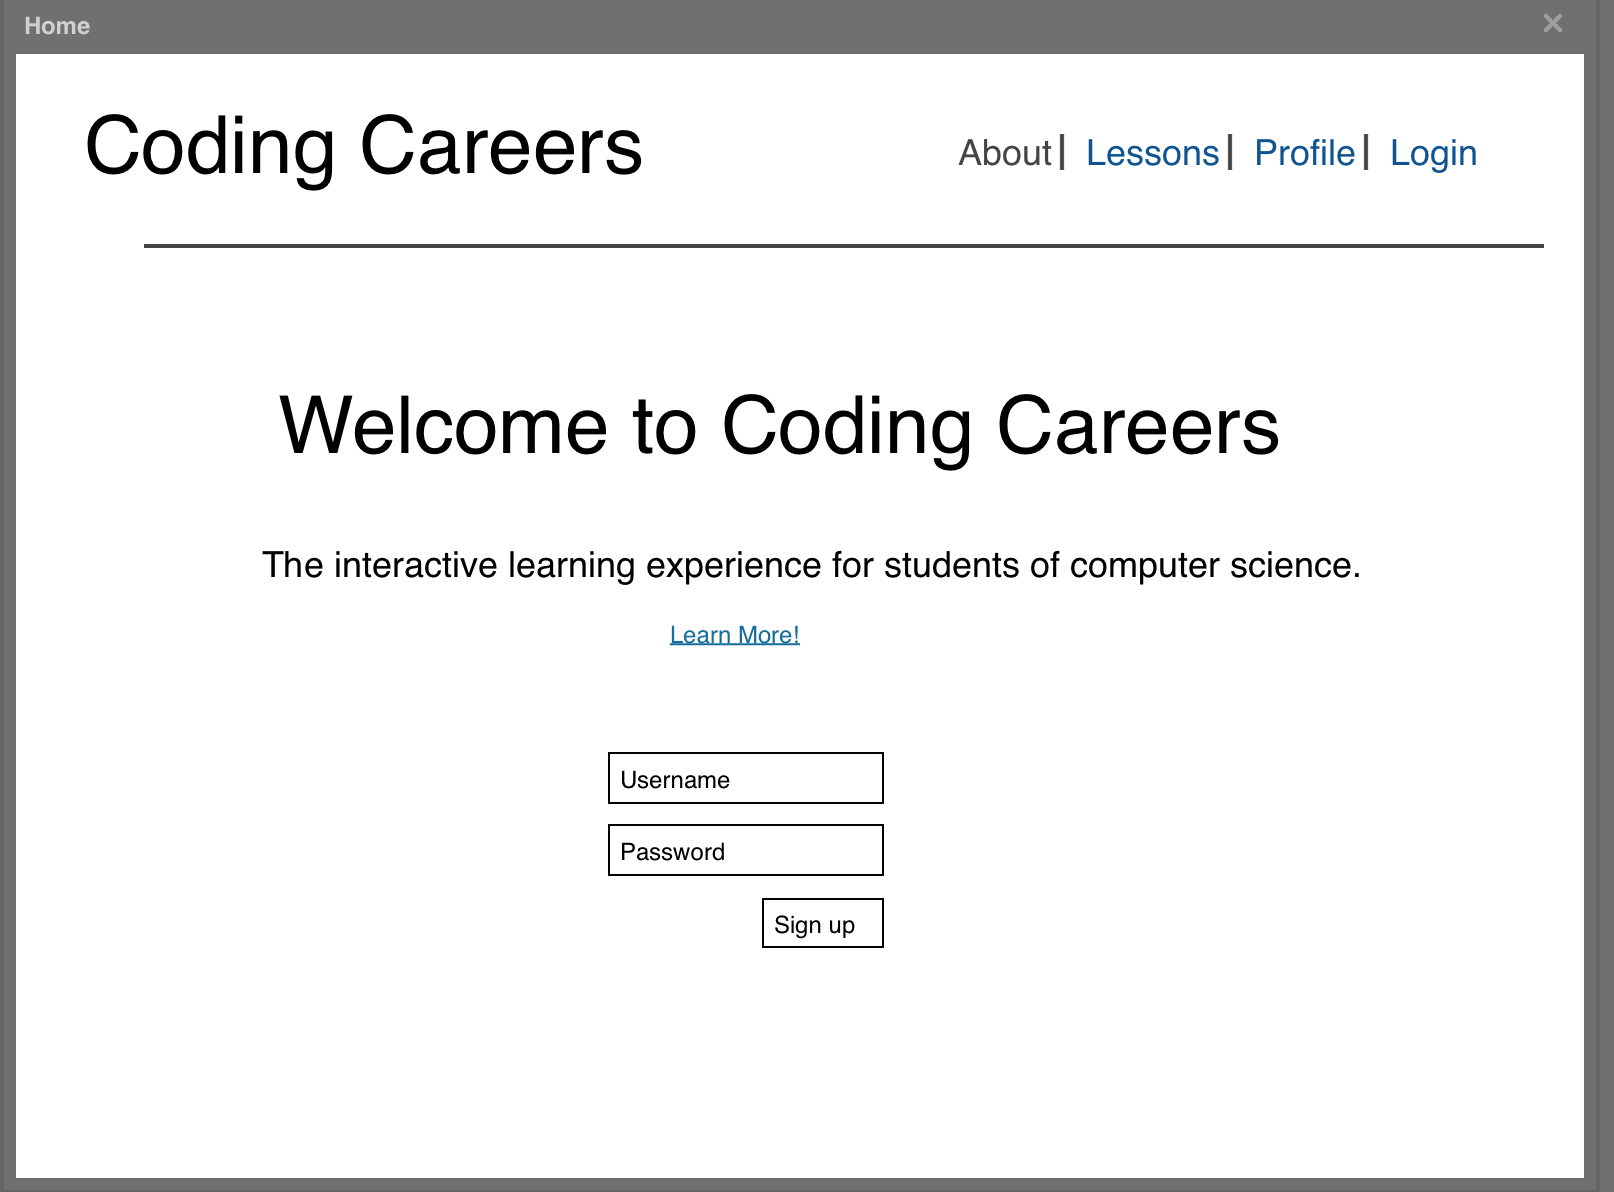 Home
Coding Careers
About| Lessons| Profile| Login
Welcome to Coding Careers
The interactive learning experience for students of computer science.
Learn More!
Username
Password
Sign up